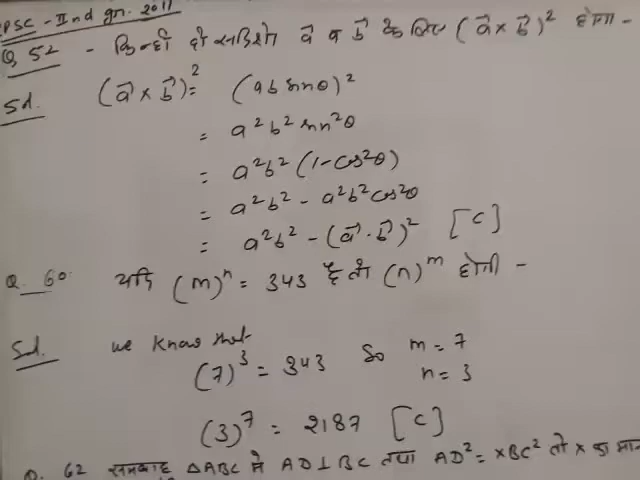 PSC - IInd gr. 2011
Q 52 - किन्ही दो सदिशो a⃗ व b⃗ के लिए (a⃗ × b⃗)² होगा -
Sol. (a⃗ × b⃗)² = (ab sinθ)²
= a²b² sin²θ
= a²b² (1-cos²θ)
= a²b² - a²b² cos²θ
= a²b² - (a⃗ · b⃗)² [C]
Q. 60. यदि (m)ⁿ = 343 है तो (n)ᵐ होगी -
Sol. we know that
(7)³ = 343 So m = 7
n = 3
(3)⁷ = 2187 [C]
Q. 62 समबाहु ΔABC मे AD⊥BC तथा AD² = xBC² तो x का मान